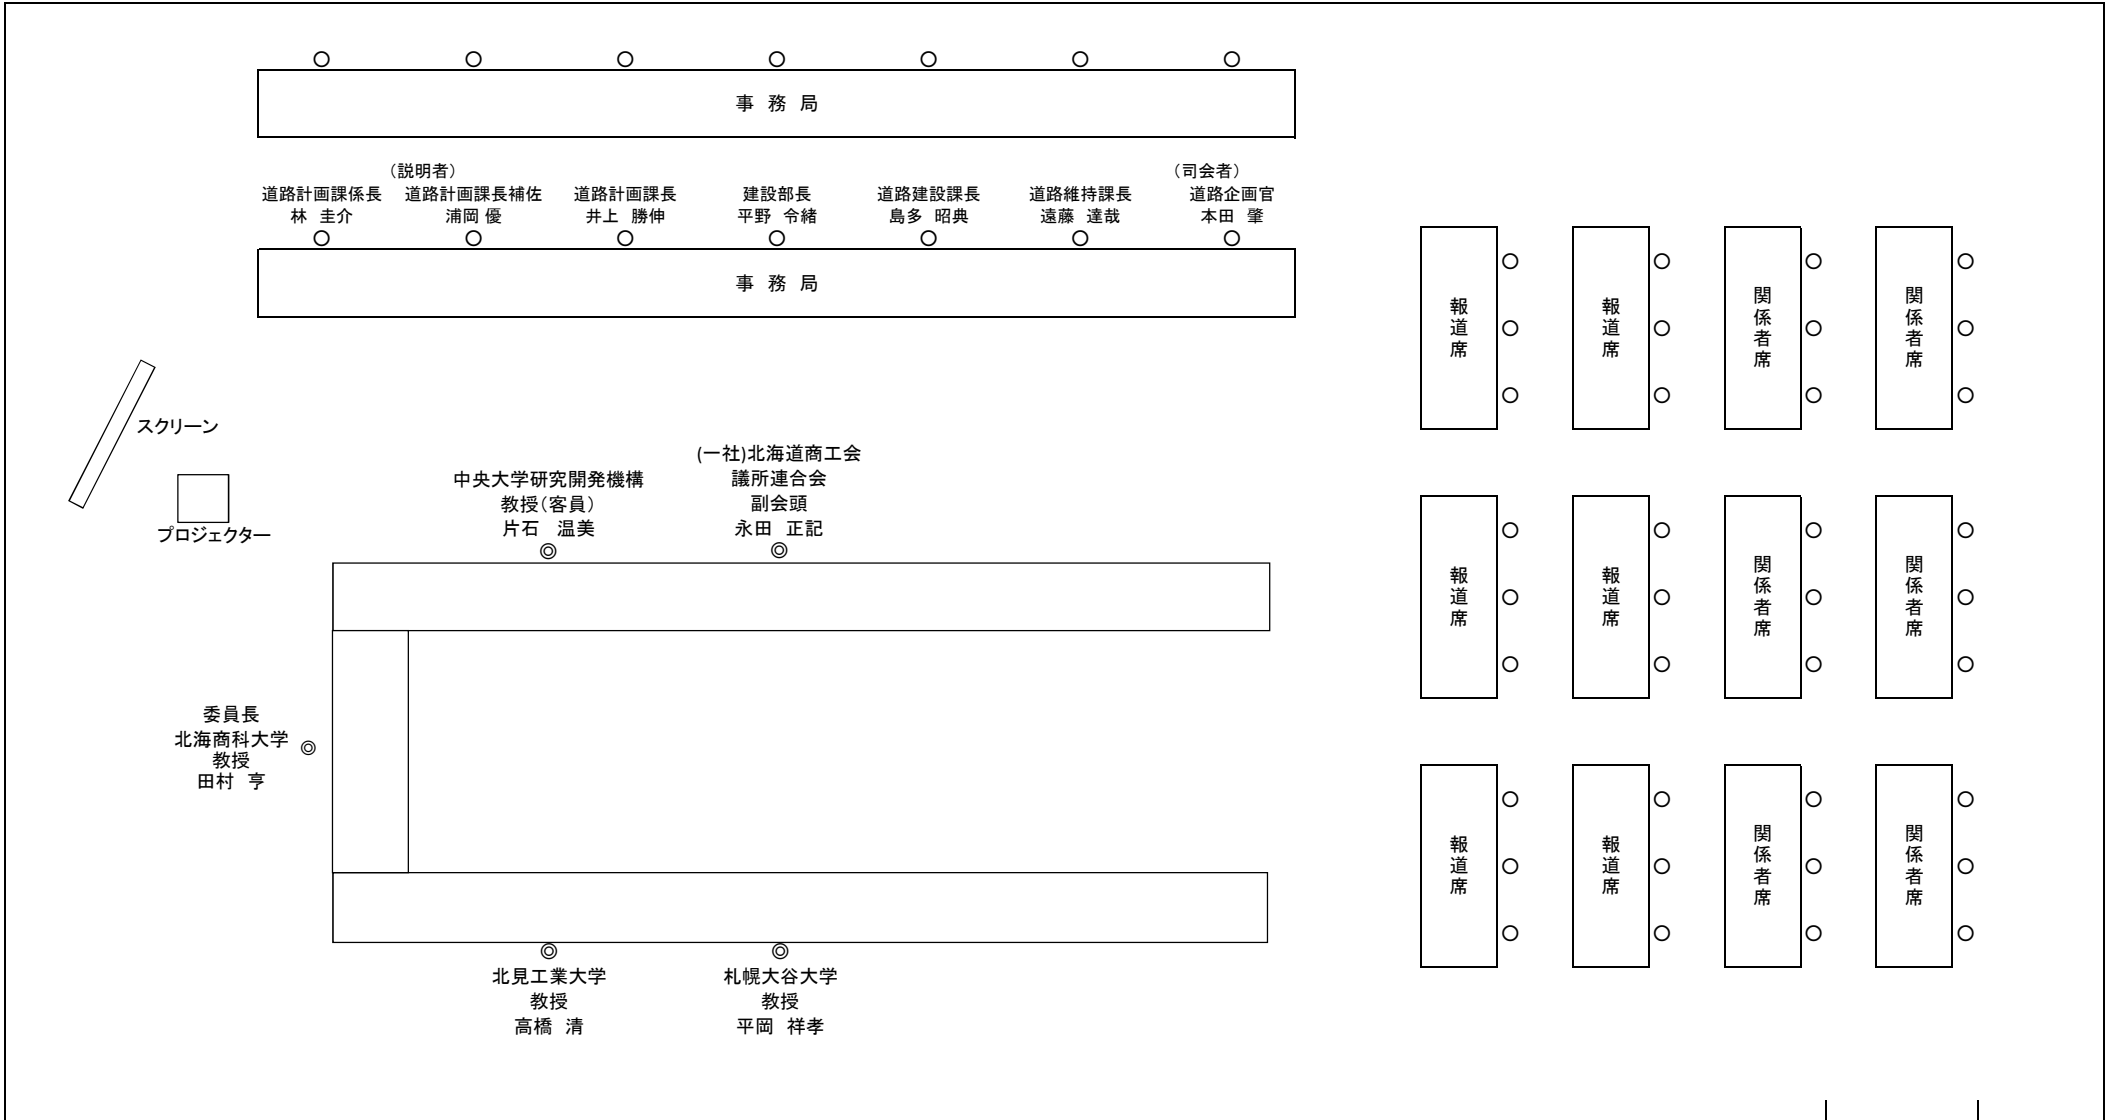 事 務 局
（説明者）
（司会者）
道路計画課係長
林 圭介
道路計画課長補佐
浦岡 優
道路計画課長
井上 勝伸
建設部長
平野 令緒
道路建設課長
島多 昭典
道路維持課長
遠藤 達哉
道路企画官
本田 肇
事 務 局
スクリーン
プロジェクター
中央大学研究開発機構
教授（客員）
片石 温美
(一社)北海道商工会
議所連合会
副会頭
永田 正記
委員長
北海商科大学
教授
田村 亨
北見工業大学
教授
高橋 清
札幌大谷大学
教授
平岡 祥孝
報道席
報道席
関係者席
関係者席
報道席
報道席
関係者席
関係者席
報道席
報道席
関係者席
関係者席